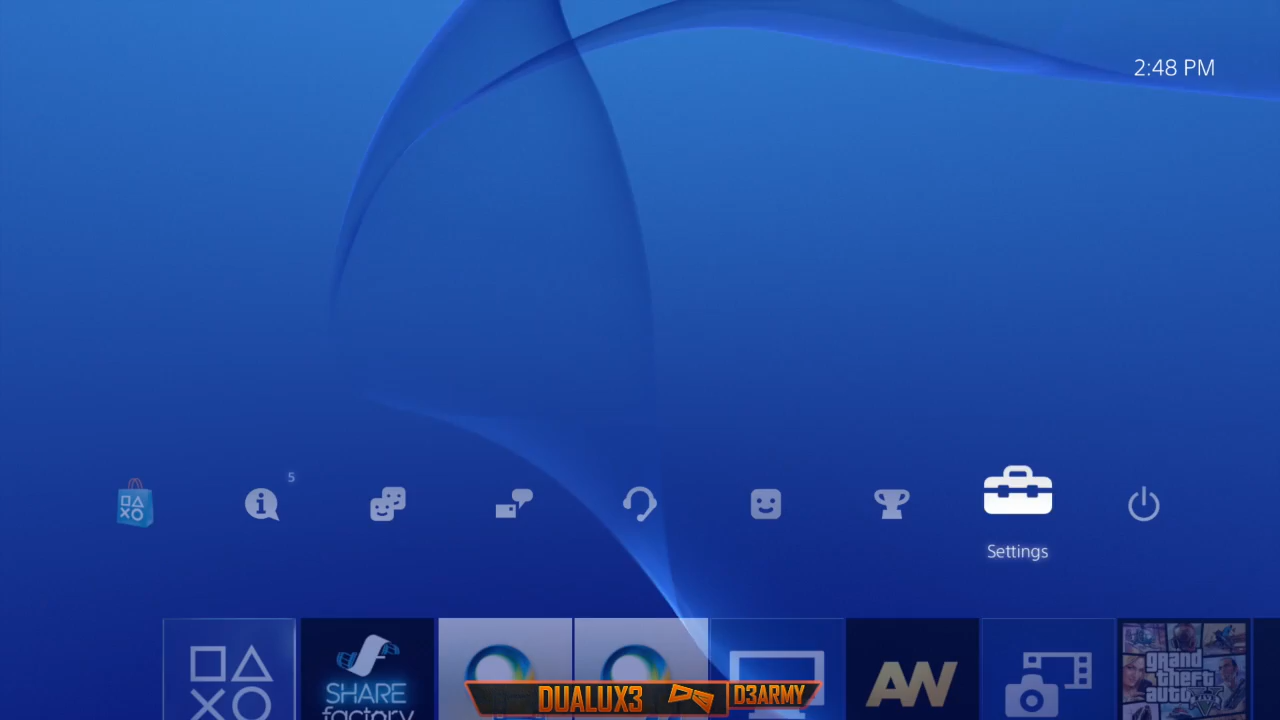 2:48 PM
5
Settings
SHARE
factory
AW
grand
theft
auto
V
DUALUX3
D3ARMY